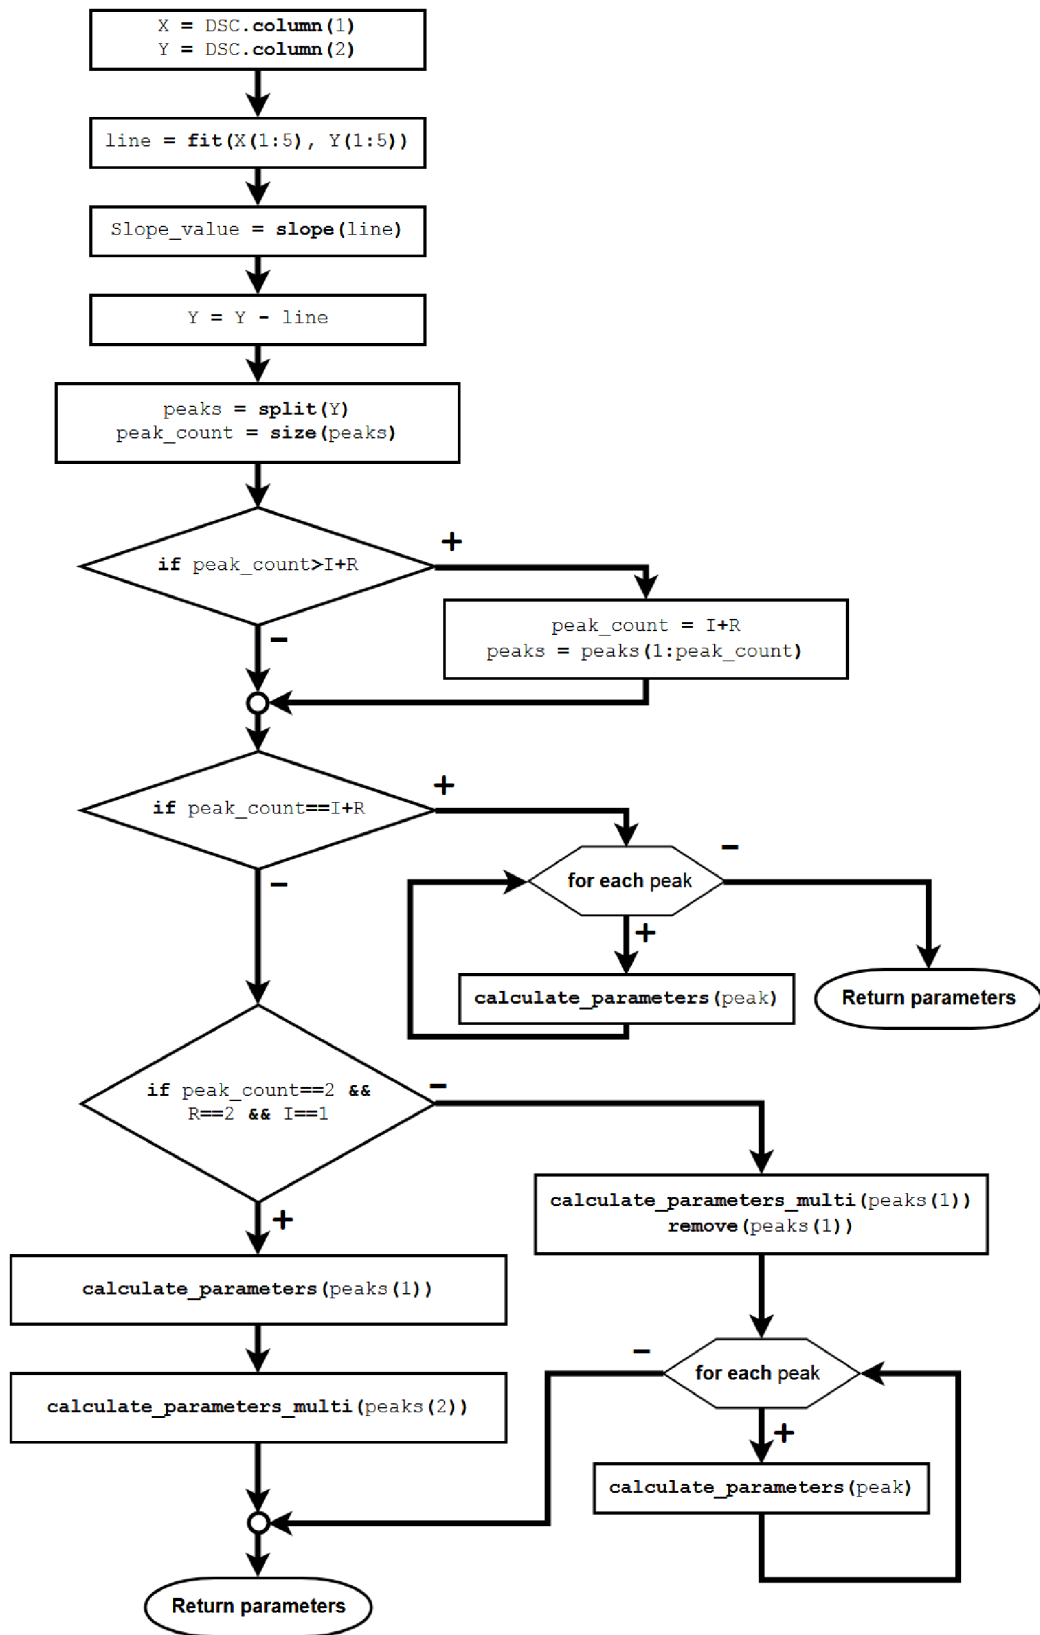 X = DSC.column(1)
Y = DSC.column(2)
line = fit(X(1:5), Y(1:5))
Slope_value = slope(line)
Y = Y - line
peaks = split(Y)
peak_count = size(peaks)
if peak_count>I+R
+
-
peak_count = I+R
peaks = peaks(1:peak_count)
if peak_count==I+R
+
-
for each peak
-
+
calculate_parameters(peak)
Return parameters
if peak_count==2 &&
R==2 && I==1
-
+
calculate_parameters_multi(peaks(1))
remove(peaks(1))
calculate_parameters(peaks(1))
calculate_parameters_multi(peaks(2))
for each peak
-
+
calculate_parameters(peak)
Return parameters